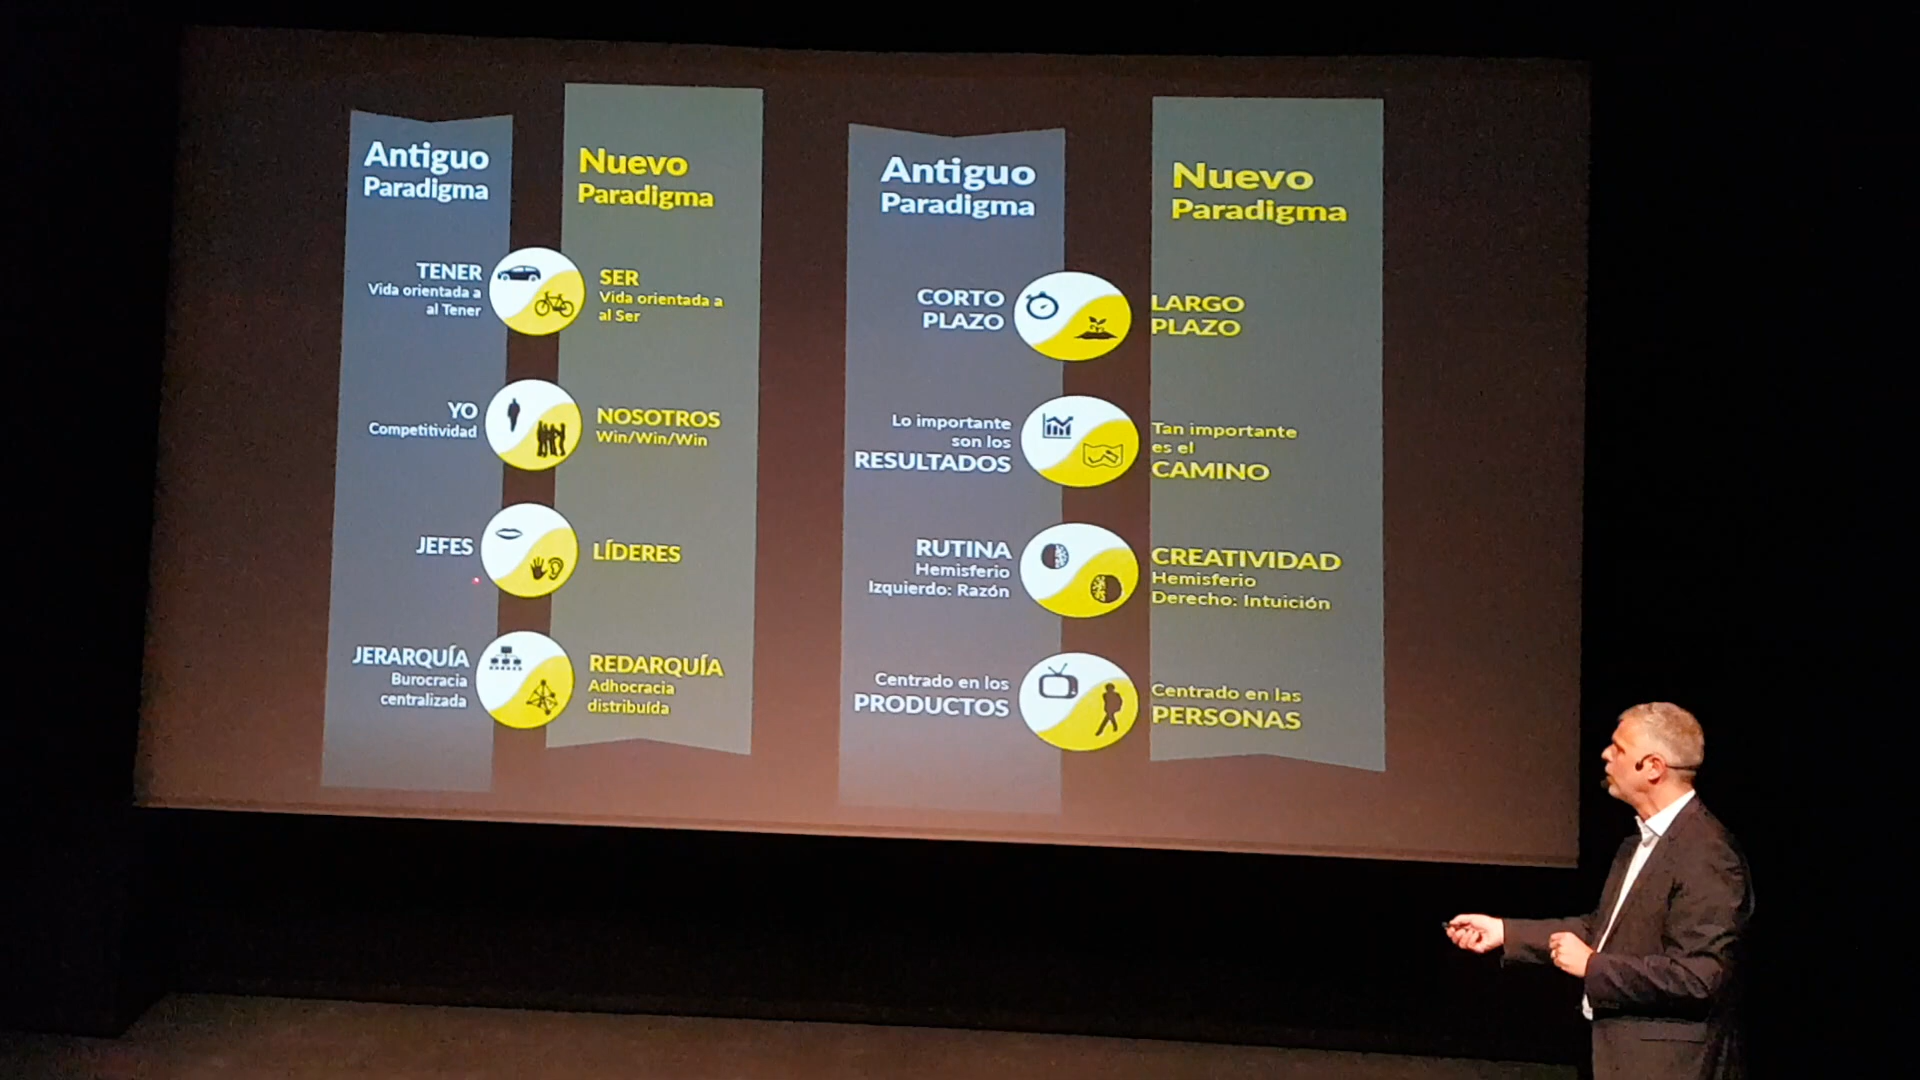 Antiguo
Paradigma
Nuevo
Paradigma
TENER
Vida orientada a
al Tener
SER
Vida orientada a
al Ser
YO
Competitividad
NOSOTROS
Win/Win/Win
JEFES
LÍDERES
JERARQUÍA
Burocracia
centralizada
REDARQUÍA
Adhocracia
distribuída
Antiguo
Paradigma
Nuevo
Paradigma
CORTO
PLAZO
LARGO
PLAZO
Lo importante
son los
RESULTADOS
Tan importante
es el
CAMINO
RUTINA
Hemisferio
Izquierdo: Razón
CREATIVIDAD
Hemisferio
Derecho: Intuición
Centrado en los
PRODUCTOS
Centrado en las
PERSONAS